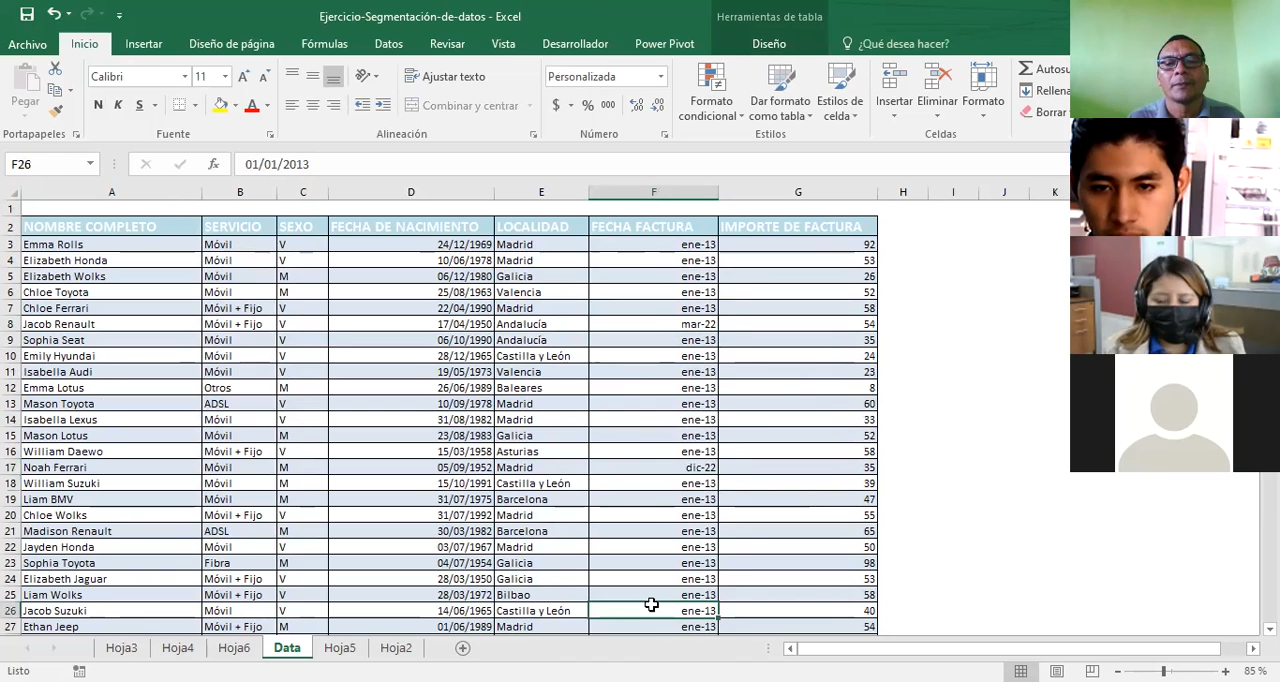 Ejercicio-Segmentación-de-datos - Excel
Herramientas de tabla
Archivo Inicio Insertar Diseño de página Fórmulas Datos Revisar Vista Desarrollador Power Pivot Diseño ¿Qué desea hacer?
Pegar
Calibri 11
N K S
Ajustar texto
Combinar y centrar
Personalizada
$ % 000
Formato condicional
Dar formato como tabla
Estilos de celda
Insertar Eliminar Formato
Autosu
Rellena
Borrar
Portapapeles Fuente Alineación Número Estilos Celdas
F26 fx 01/01/2013
A B C D E F G H I J K
1
2 NOMBRE COMPLETO SERVICIO SEXO FECHA DE NACIMIENTO LOCALIDAD FECHA FACTURA IMPORTE DE FACTURA
3 Emma Rolls Móvil V 24/12/1969 Madrid ene-13 92
4 Elizabeth Honda Móvil V 10/06/1978 Madrid ene-13 53
5 Elizabeth Wolks Móvil M 06/12/1980 Galicia ene-13 26
6 Chloe Toyota Móvil M 25/08/1963 Valencia ene-13 52
7 Chloe Ferrari Móvil + Fijo V 22/04/1990 Madrid ene-13 58
8 Jacob Renault Móvil + Fijo V 17/04/1950 Andalucía mar-22 54
9 Sophia Seat Móvil V 06/10/1990 Andalucía ene-13 35
10 Emily Hyundai Móvil V 28/12/1965 Castilla y León ene-13 24
11 Isabella Audi Móvil V 19/05/1973 Valencia ene-13 23
12 Emma Lotus Otros M 26/06/1989 Baleares ene-13 8
13 Mason Toyota ADSL M 10/09/1978 Madrid ene-13 60
14 Isabella Lexus Móvil V 31/08/1982 Madrid ene-13 33
15 Mason Lotus Móvil M 23/08/1983 Galicia ene-13 52
16 William Daewo Móvil + Fijo V 15/03/1958 Asturias ene-13 58
17 Noah Ferrari Móvil M 05/09/1952 Madrid dic-22 35
18 William Suzuki Móvil M 15/10/1991 Castilla y León ene-13 39
19 Liam BMV Móvil V 31/07/1975 Barcelona ene-13 47
20 Chloe Wolks Móvil + Fijo V 31/07/1992 Madrid ene-13 55
21 Madison Renault ADSL M 30/03/1982 Barcelona ene-13 65
22 Jayden Honda Móvil V 03/07/1967 Madrid ene-13 50
23 Sophia Toyota Fibra M 04/07/1954 Galicia ene-13 98
24 Elizabeth Jaguar Móvil + Fijo V 28/03/1950 Galicia ene-13 53
25 Liam Wolks Móvil + Fijo V 28/03/1972 Bilbao ene-13 58
26 Jacob Suzuki Móvil V 14/06/1965 Castilla y León ene-13 40
27 Ethan Jeep Móvil + Fijo M 01/06/1989 Madrid ene-13 54
Hoja3 Hoja4 Hoja6 Data Hoja5 Hoja2
Listo 85 %